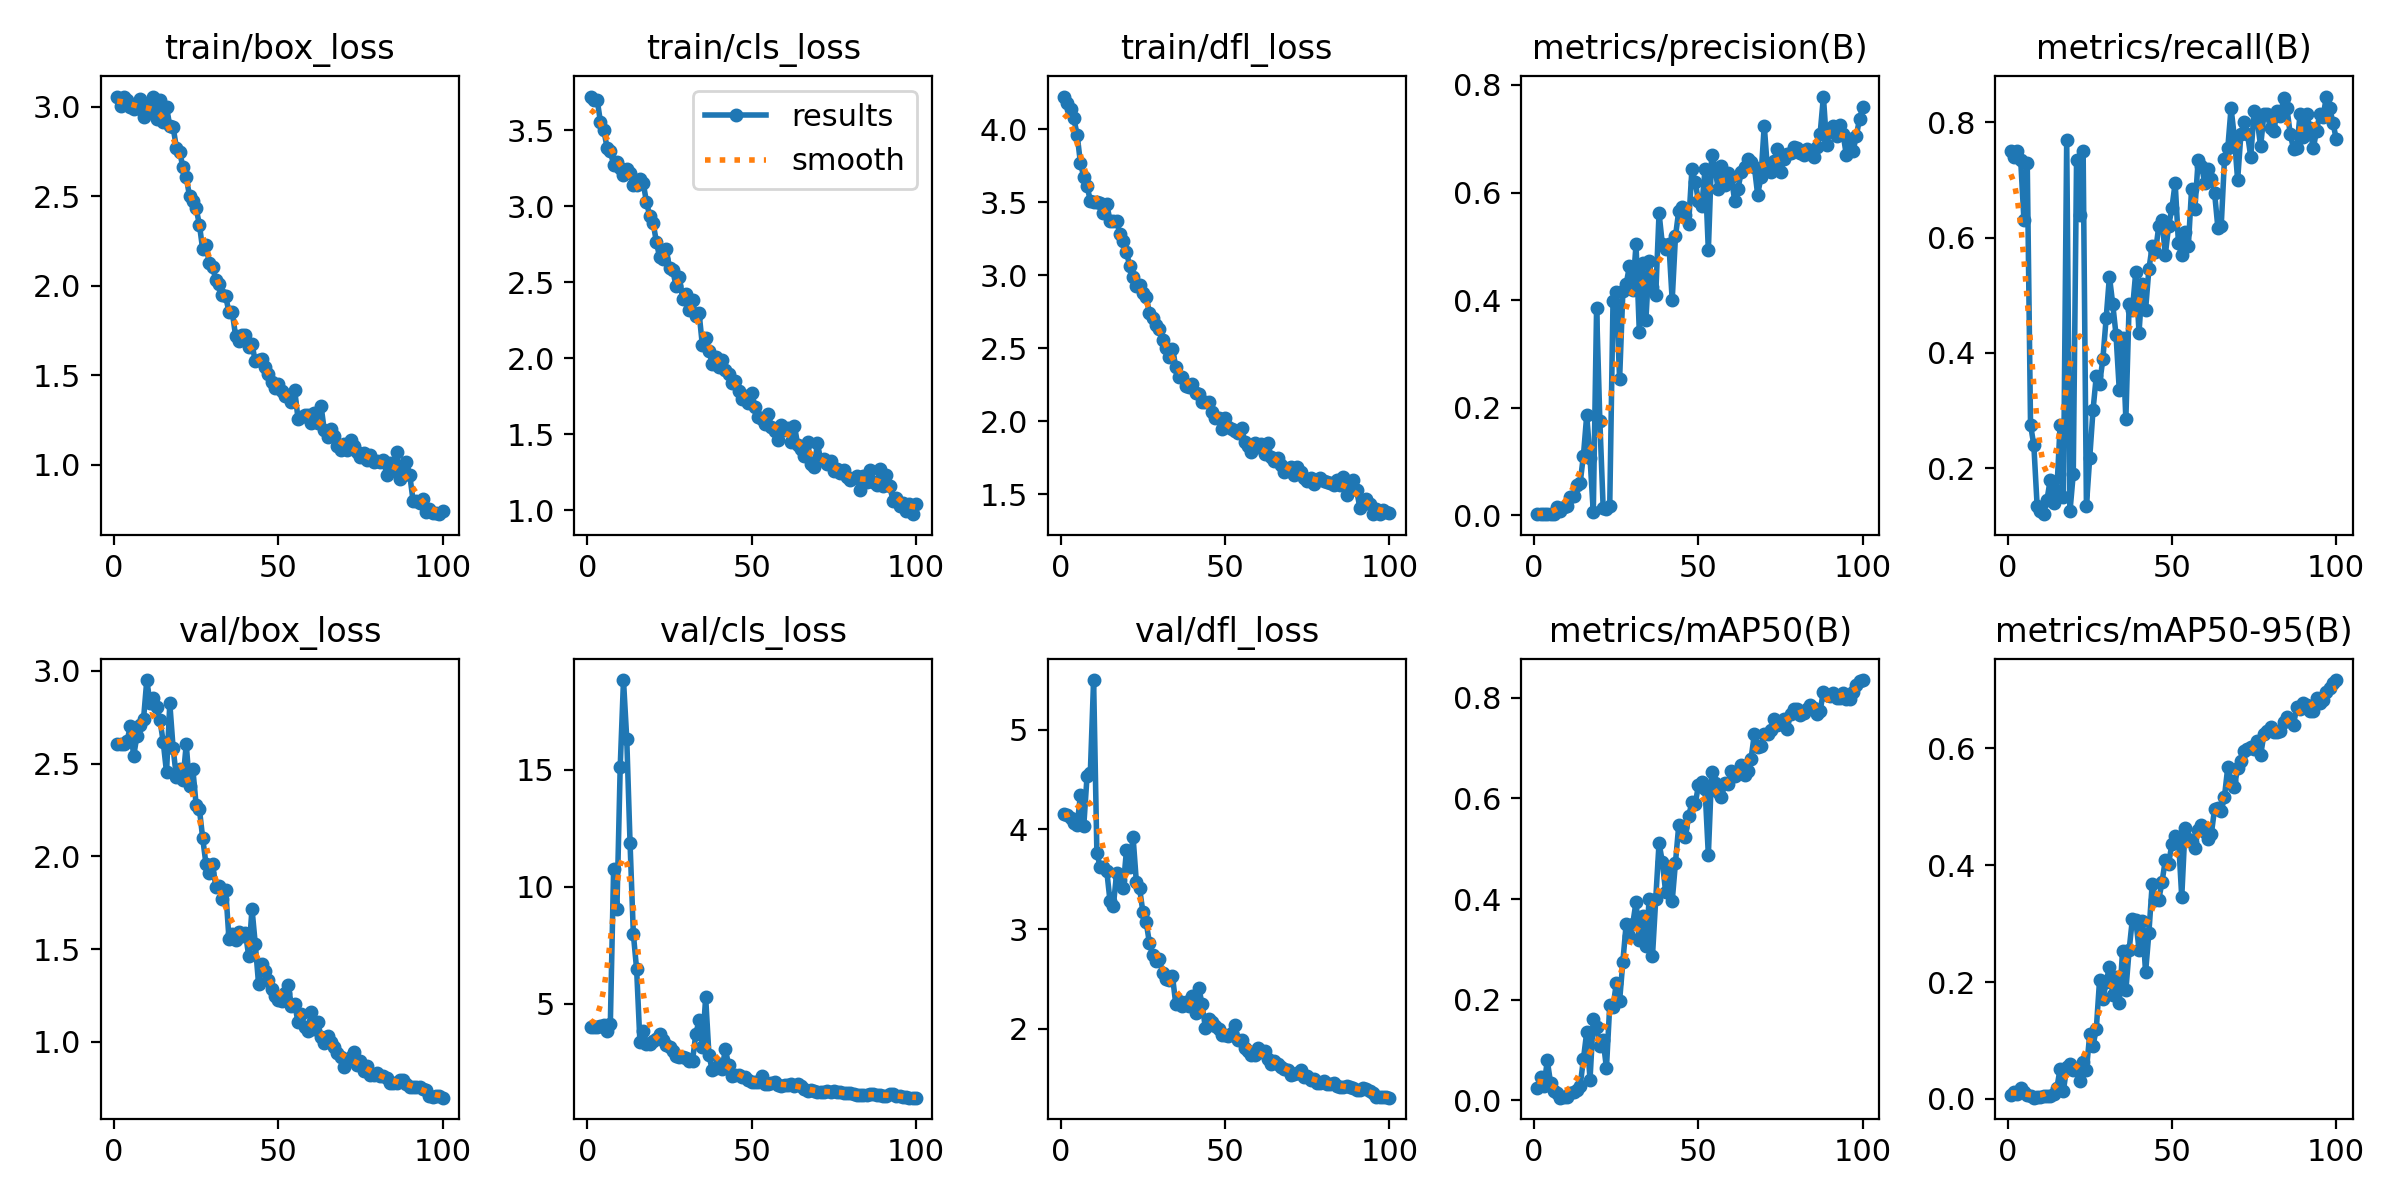 train/box_loss
3.0
2.5
2.0
1.5
1.0
0 50 100
train/cls_loss
results
smooth
3.5
3.0
2.5
2.0
1.5
1.0
0 50 100
train/dfl_loss
4.0
3.5
3.0
2.5
2.0
1.5
0 50 100
metrics/precision(B)
0.8
0.6
0.4
0.2
0.0
0 50 100
metrics/recall(B)
0.8
0.6
0.4
0.2
0 50 100
val/box_loss
3.0
2.5
2.0
1.5
1.0
0 50 100
val/cls_loss
15
10
5
0 50 100
val/dfl_loss
5
4
3
2
0 50 100
metrics/mAP50(B)
0.8
0.6
0.4
0.2
0.0
0 50 100
metrics/mAP50-95(B)
0.6
0.4
0.2
0.0
0 50 100